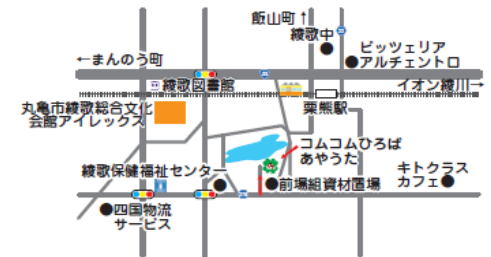 飯山町↑
綾歌中
ビッツェリア
アルチェントロ
←まんのう町
綾歌図書館
イオン綾川→
丸亀市綾歌総合文化
会館アイレックス
栗熊駅
コムコムひろば
あやうた
綾歌保健福祉センター
前場組資材置場
キトクラス
カフェ
四国物流
サービス